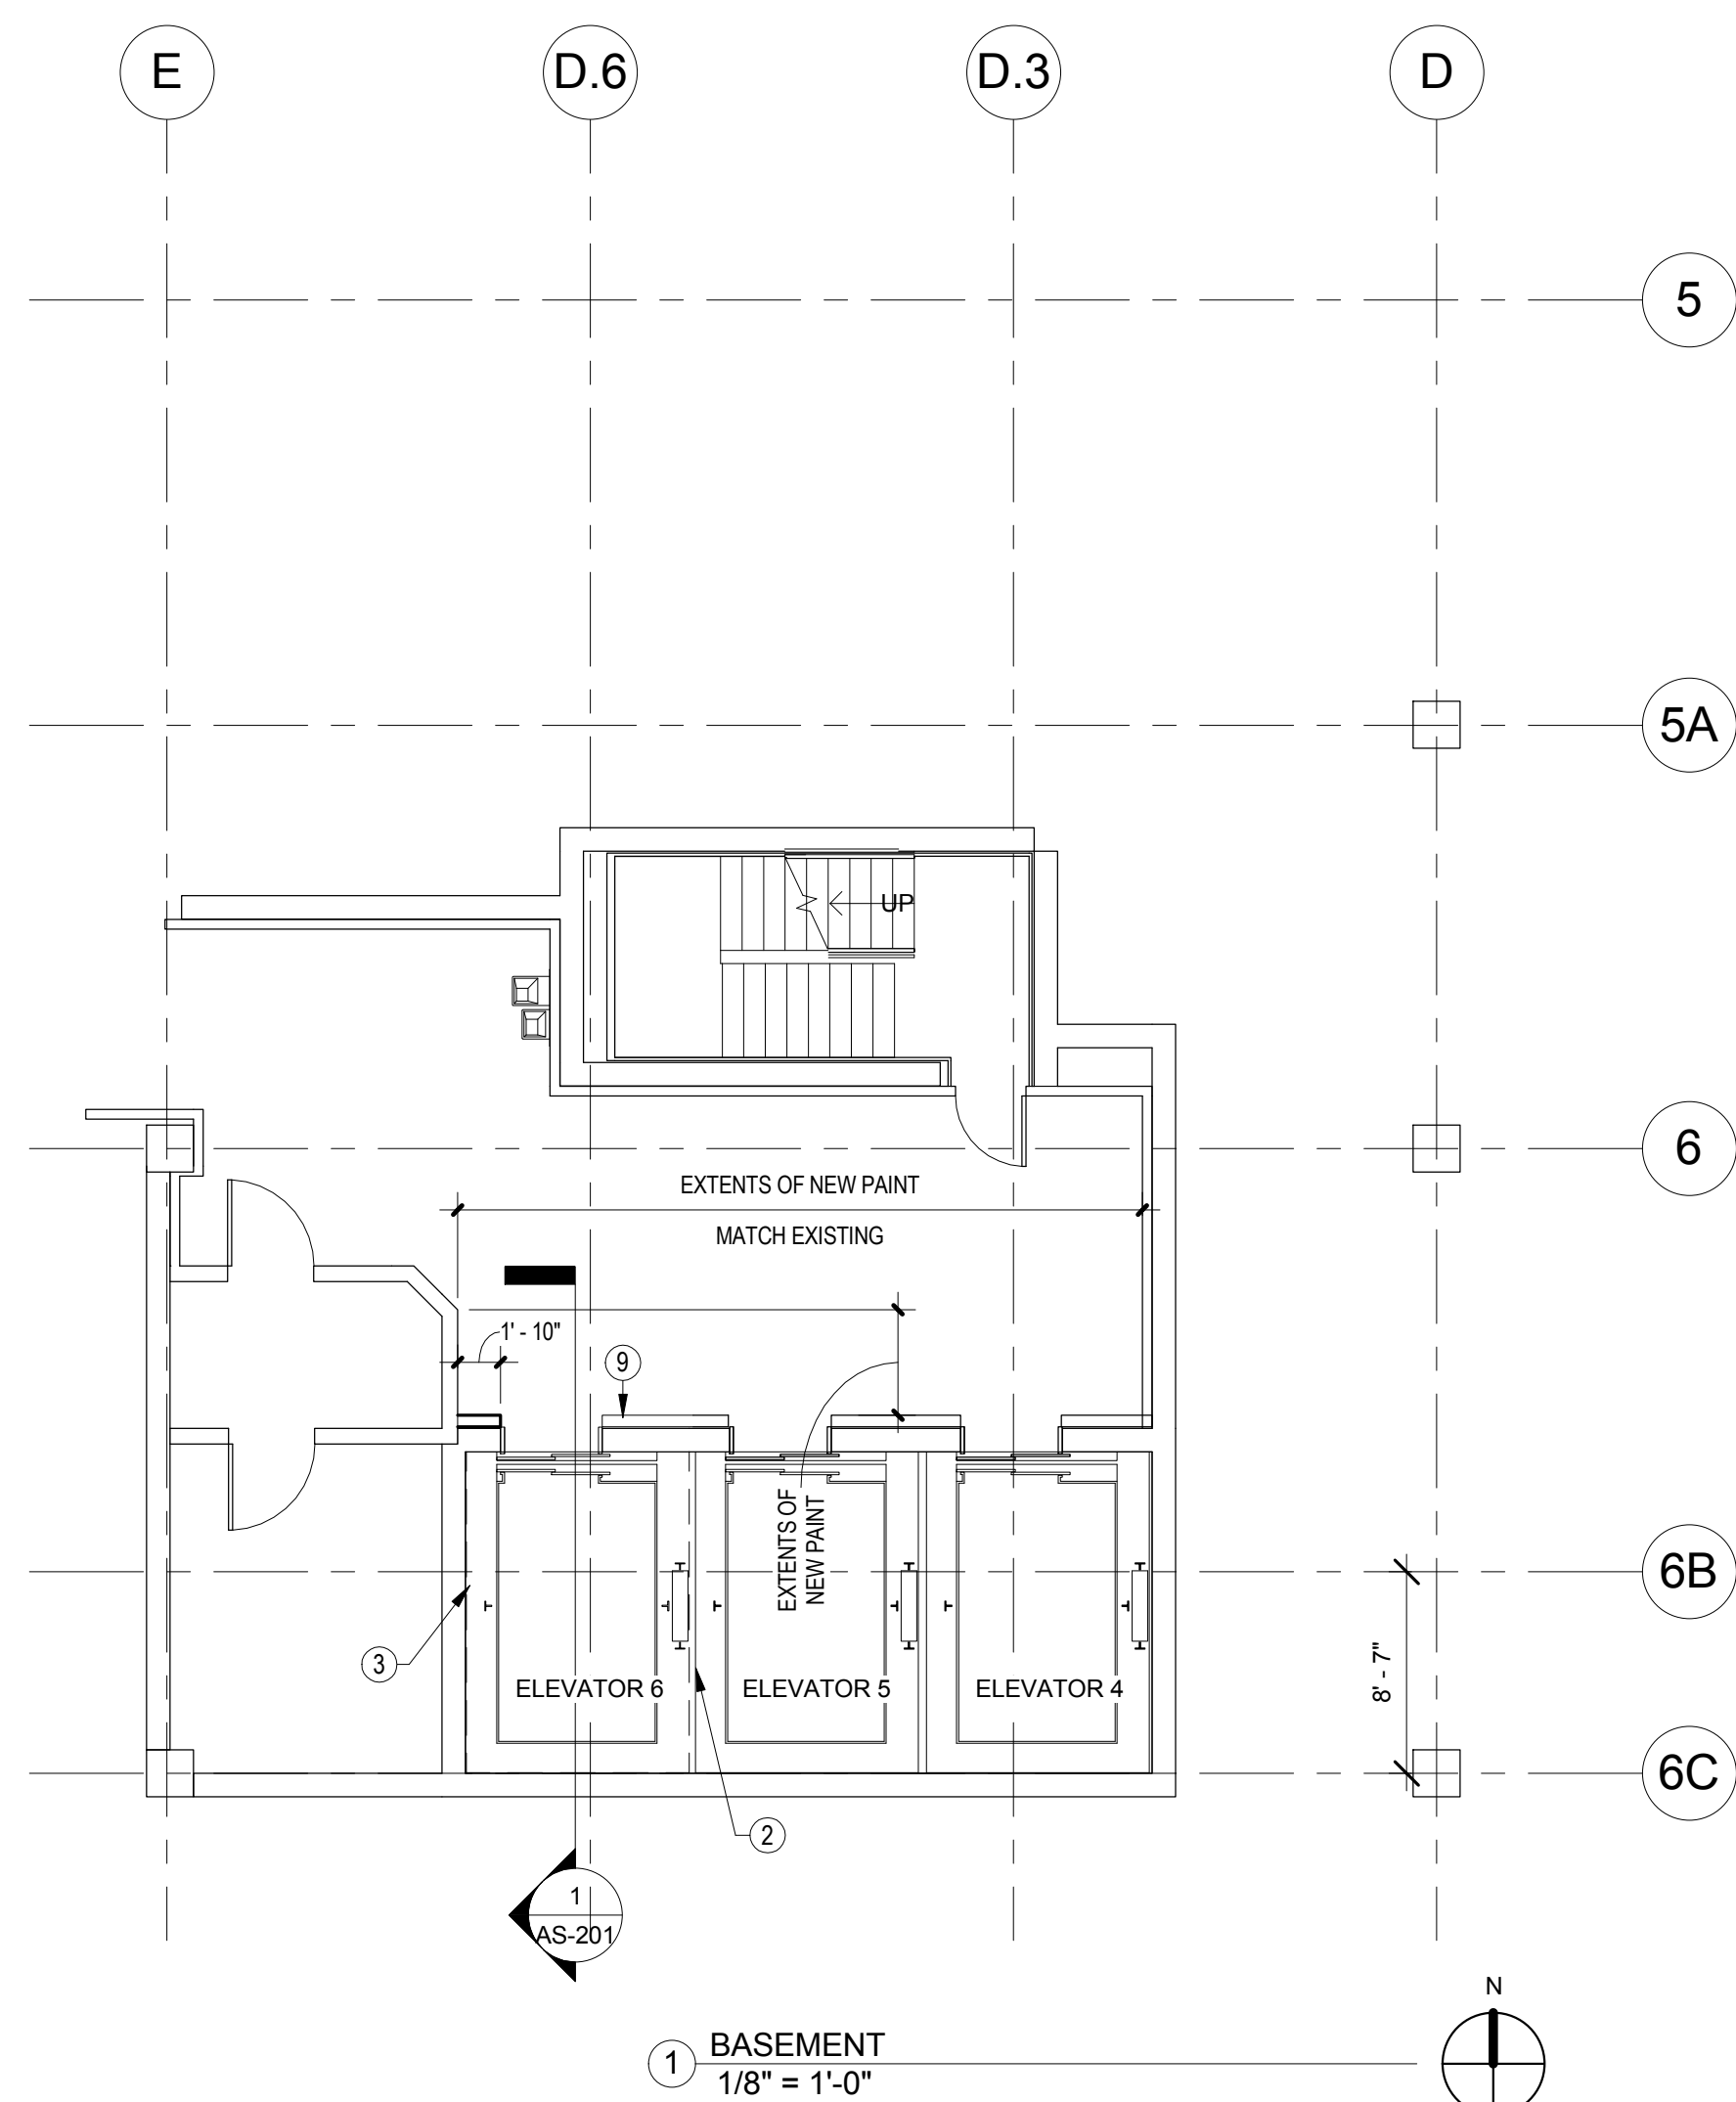 E
D.6
D.3
D
5
5A
UP
6
EXTENTS OF NEW PAINT
MATCH EXISTING
1' - 10"
9
EXTENTS OF
NEW PAINT
6B
3
8' - 7"
ELEVATOR 6
ELEVATOR 5
ELEVATOR 4
6C
2
1
AS-201
N
1
BASEMENT
1/8" = 1'-0"